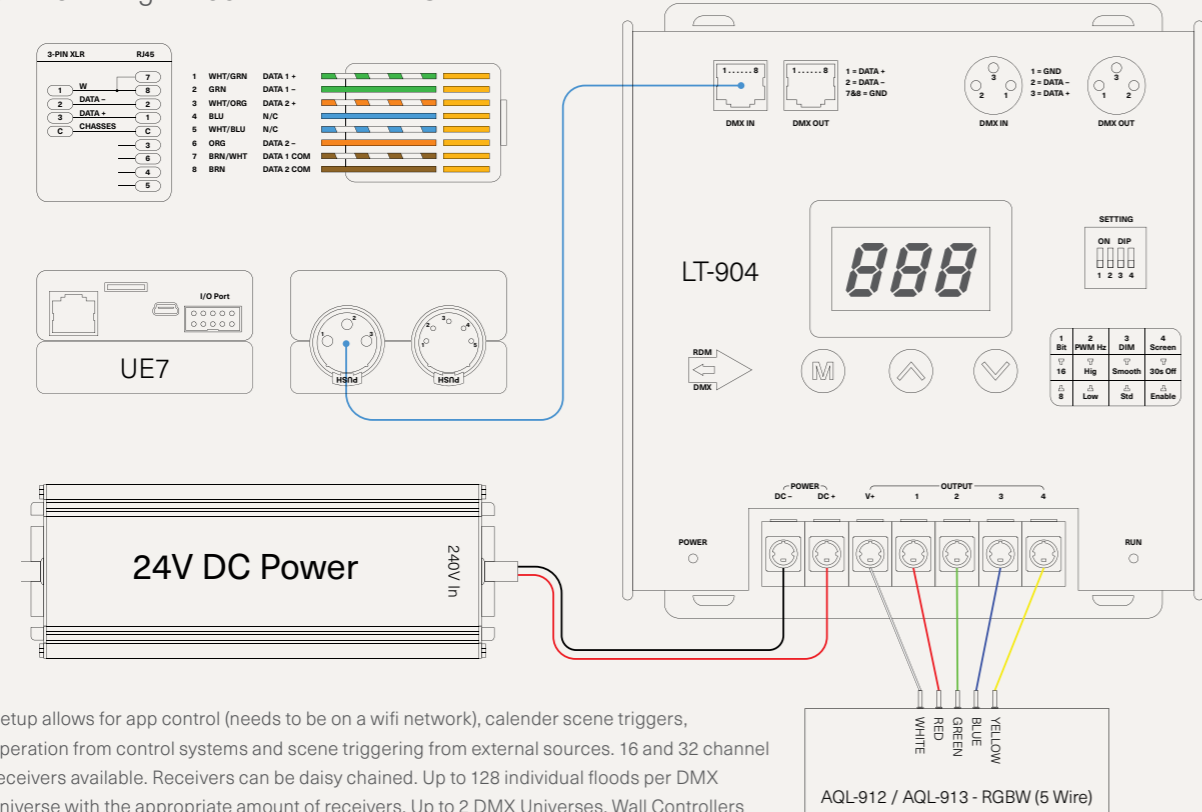 3-PIN XLR RJ45
7
1 W 8
2 DATA – 2
3 DATA + 1
C CHASSES C
3
6
4
5
1 WHT/GRN DATA 1 +
2 GRN DATA 1 –
3 WHT/ORG DATA 2 +
4 BLU N/C
5 WHT/BLU N/C
6 ORG DATA 2 –
7 BRN/WHT DATA 1 COM
8 BRN DATA 2 COM
1......8
1......8
1 = DATA +
2 = DATA –
7&8 = GND
DMX IN
DMX OUT
3
2 1
1 = GND
2 = DATA –
3 = DATA +
3
1 2
DMX IN
DMX OUT
SETTING
ON DIP
1 2 3 4
LT-904
888
I/O Port
UE7
2
1 3
PUSH
3
2 4
1 5
PUSH
RDM
DMX
M
1 2 3 4
Bit PWM Hz DIM Screen
16 Hig Smooth 30s Off
8 Low Std Enable
24V DC Power
240V In
POWER
DC – DC +
OUTPUT
V+ 1 2 3 4
POWER
RUN
WHITE
RED
GREEN
BLUE
YELLOW
AQL-912 / AQL-913 - RGBW (5 Wire)
etup allows for app control (needs to be on a wifi network), calender scene triggers,
peration from control systems and scene triggering from external sources. 16 and 32 channel
eceivers available. Receivers can be daisy chained. Up to 128 individual floods per DMX
niverse with the appropriate amount of receivers. Up to 2 DMX Universes. Wall Controllers